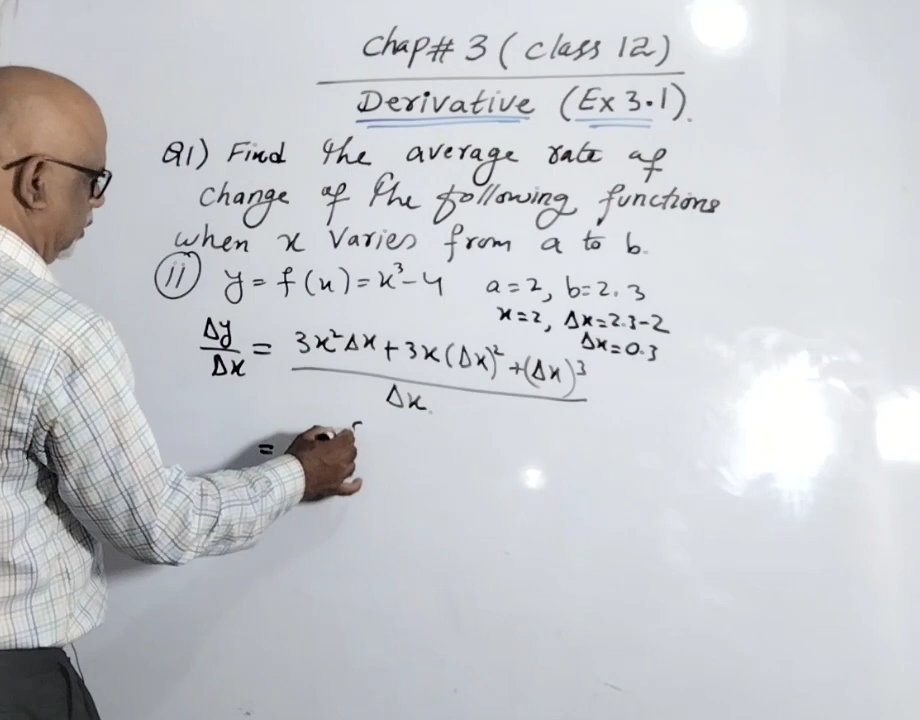 Chap# 3 ( Class 12)
Derivative (Ex 3.1).
Q1) Find the average rate of
change of the following functions
when x varies from a to b.
(ii) y = f(x) = x³-4 a=2, b=2.3
x=2, Δx=2.3-2
Δx=0.3
Δy/Δx = 3x²Δx + 3x(Δx)² + (Δx)³ / Δx.
=